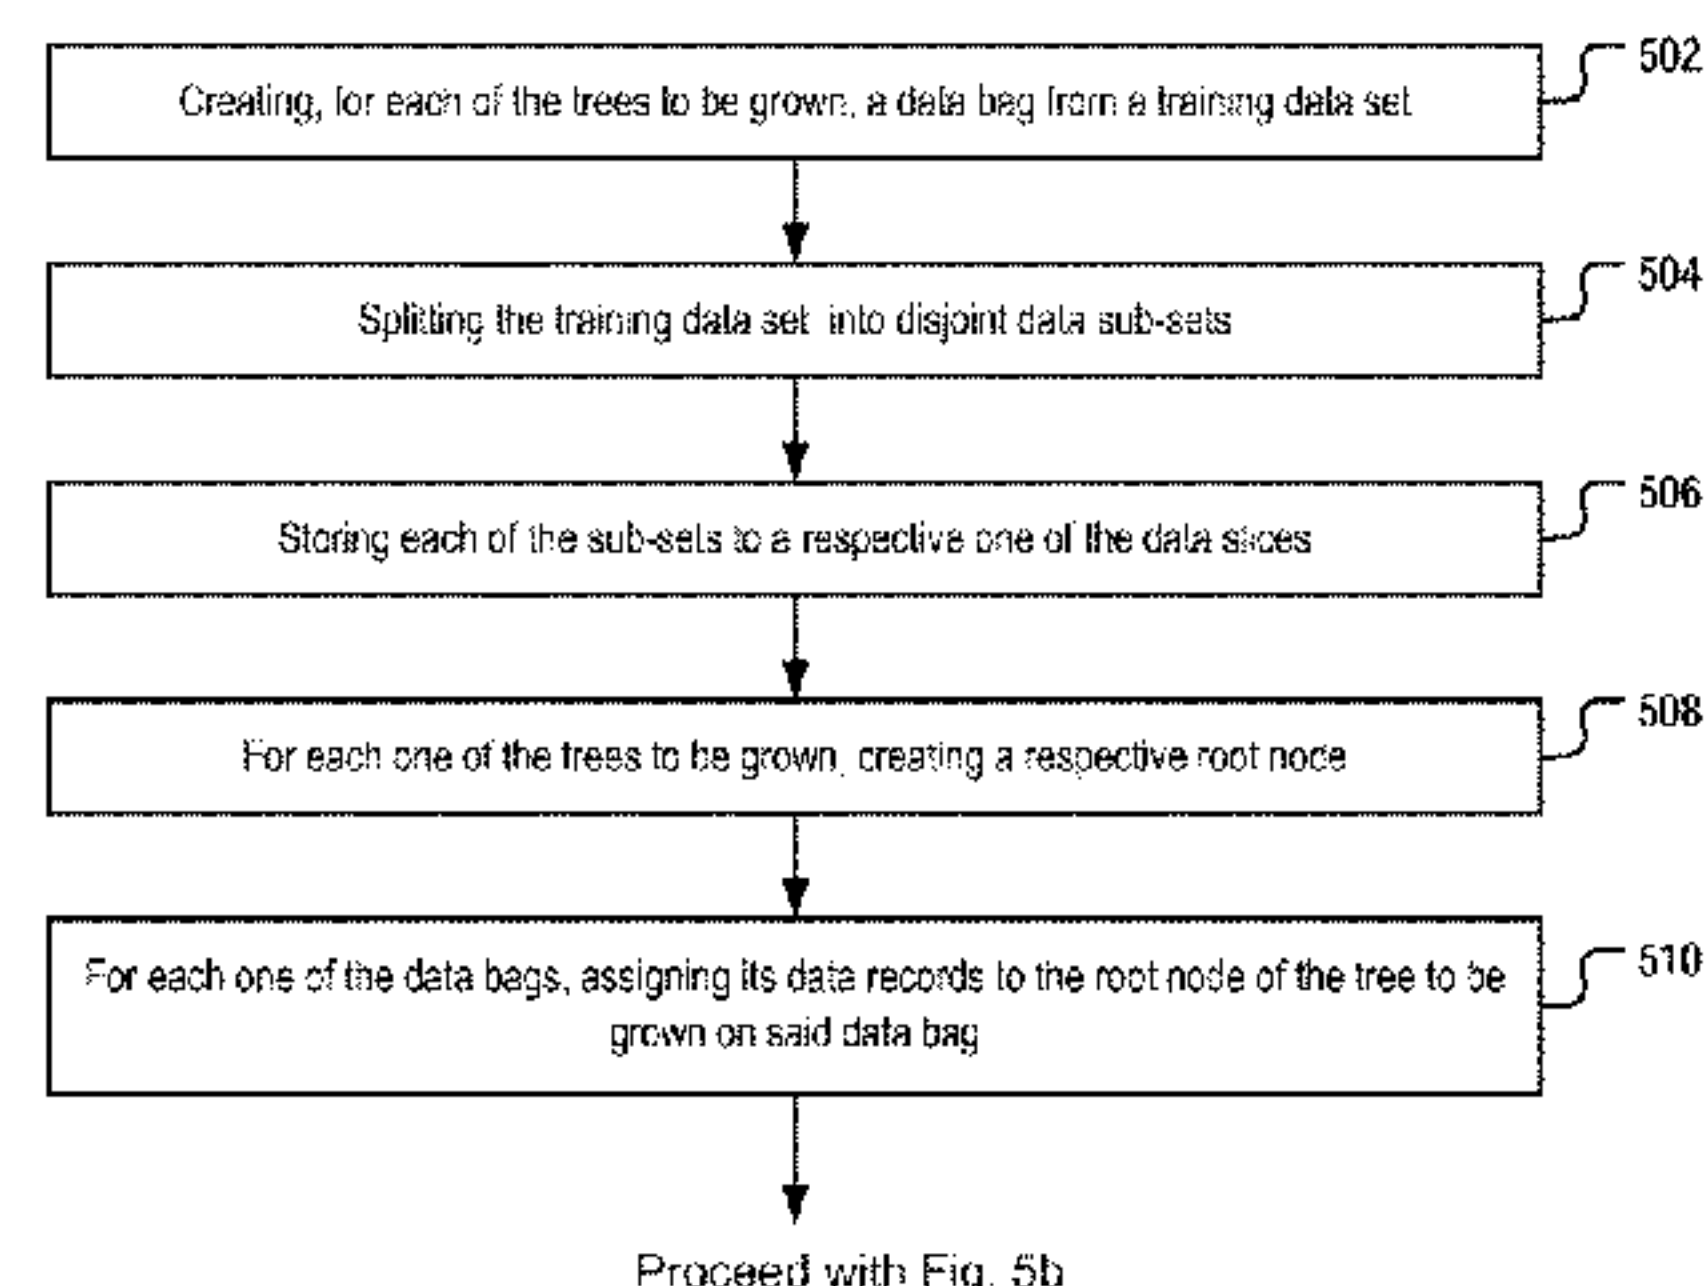 Creating, for each of the trees to be grown, a data bag from a training data set
502
Splitting the training data set into disjoint data sub-sets
504
Storing each of the sub-sets to a respective one of the data slices
506
For each one of the trees to be grown, creating a respective root node
508
For each one of the data bags, assigning its data records to the root node of the tree to be
grown on said data bag
510
Proceed with Fig. 5b